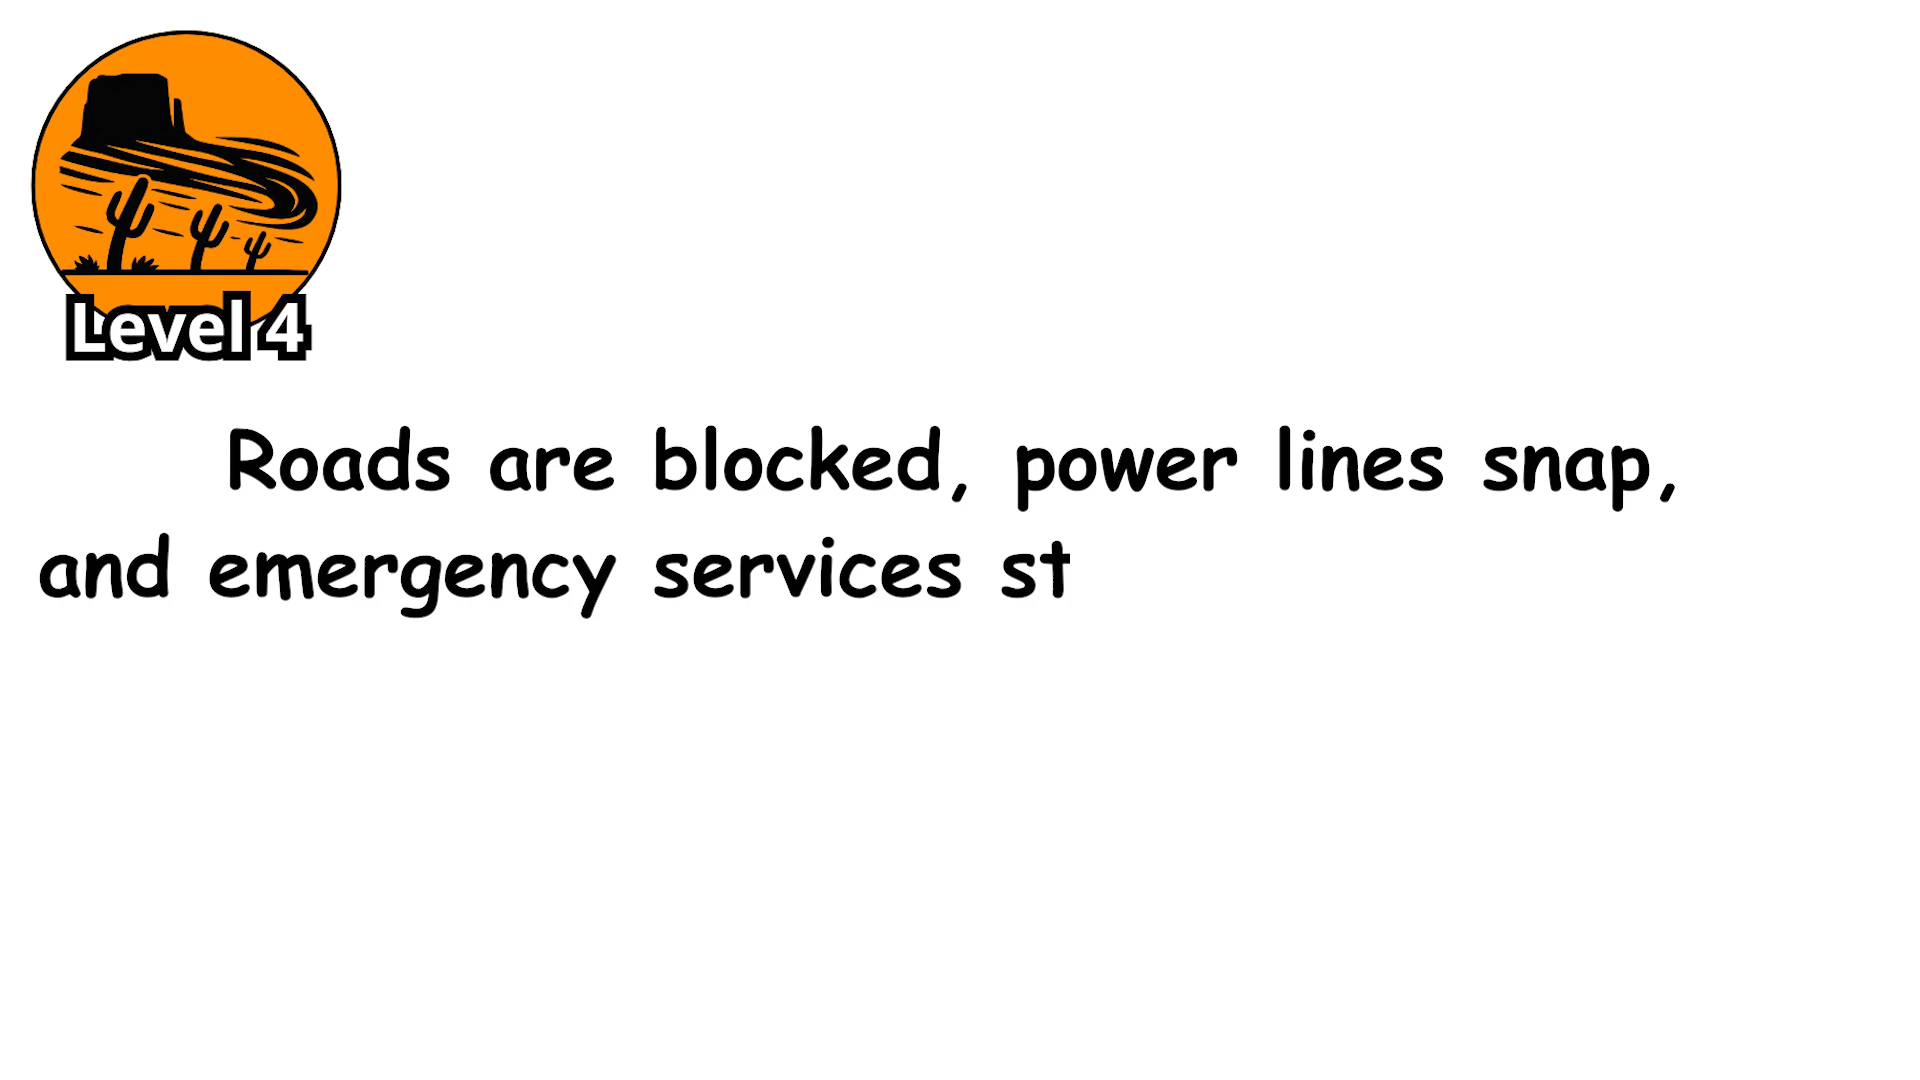 Level 4
Roads are blocked, power lines snap,
and emergency services st